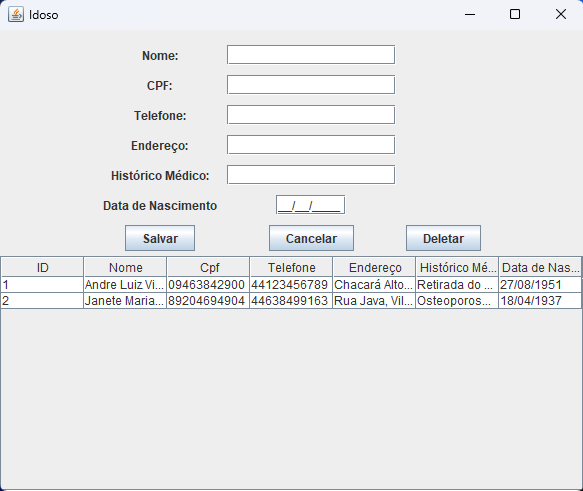 Idoso
Nome:
CPF:
Telefone:
Endereço:
Histórico Médico:
Data de Nascimento __/__/____
Salvar Cancelar Deletar
ID Nome Cpf Telefone Endereço Histórico Mé... Data de Nas...
1 Andre Luiz Vi... 09463842900 44123456789 Chacará Alto... Retirada do ... 27/08/1951
2 Janete Maria... 89204694904 44638499163 Rua Java, Vil... Osteoporos... 18/04/1937